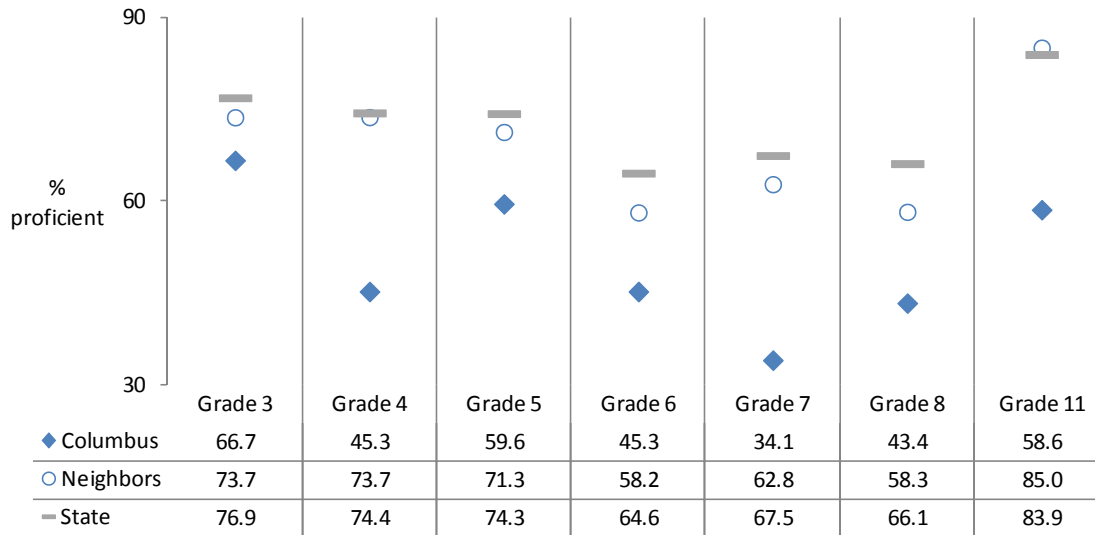 90
60
30
%
proficient
Grade 3 Grade 4 Grade 5 Grade 6 Grade 7 Grade 8 Grade 11
Columbus 66.7 45.3 59.6 45.3 34.1 43.4 58.6
Neighbors 73.7 73.7 71.3 58.2 62.8 58.3 85.0
State 76.9 74.4 74.3 64.6 67.5 66.1 83.9